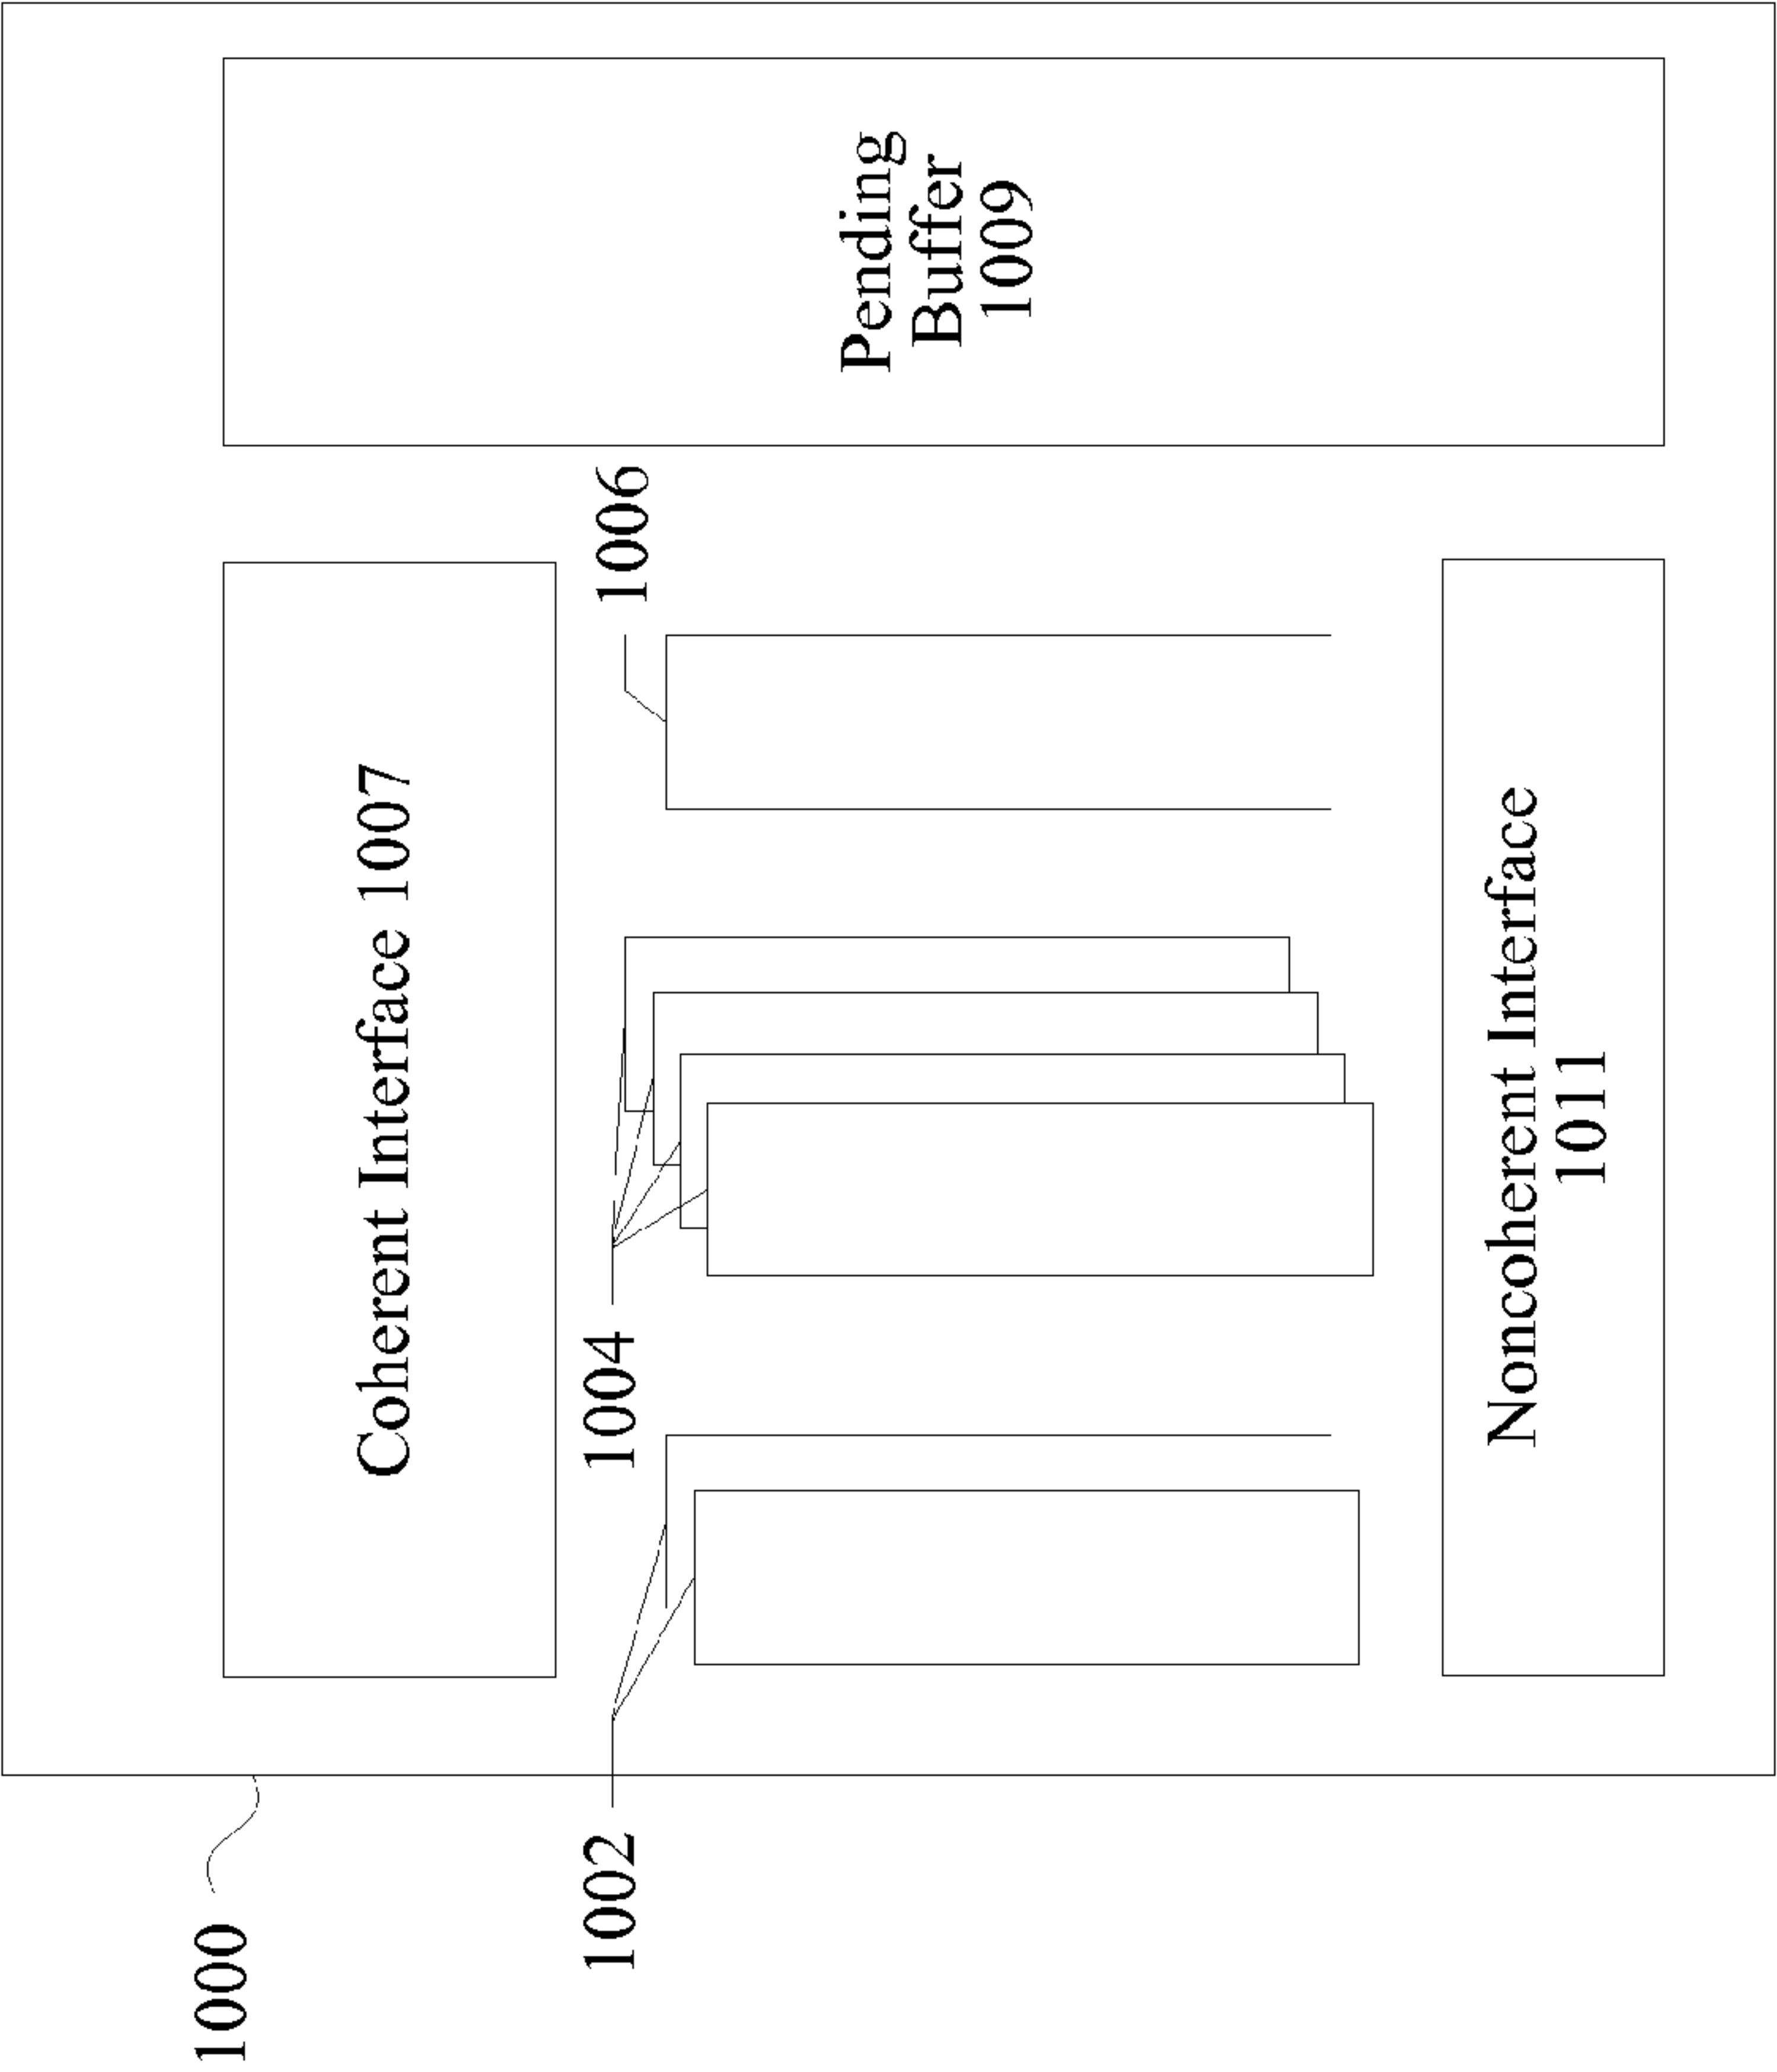 1000
Coherent Interface 1007
1002
1004
1006
Noncoherent Interface
1011
Pending
Buffer
1009